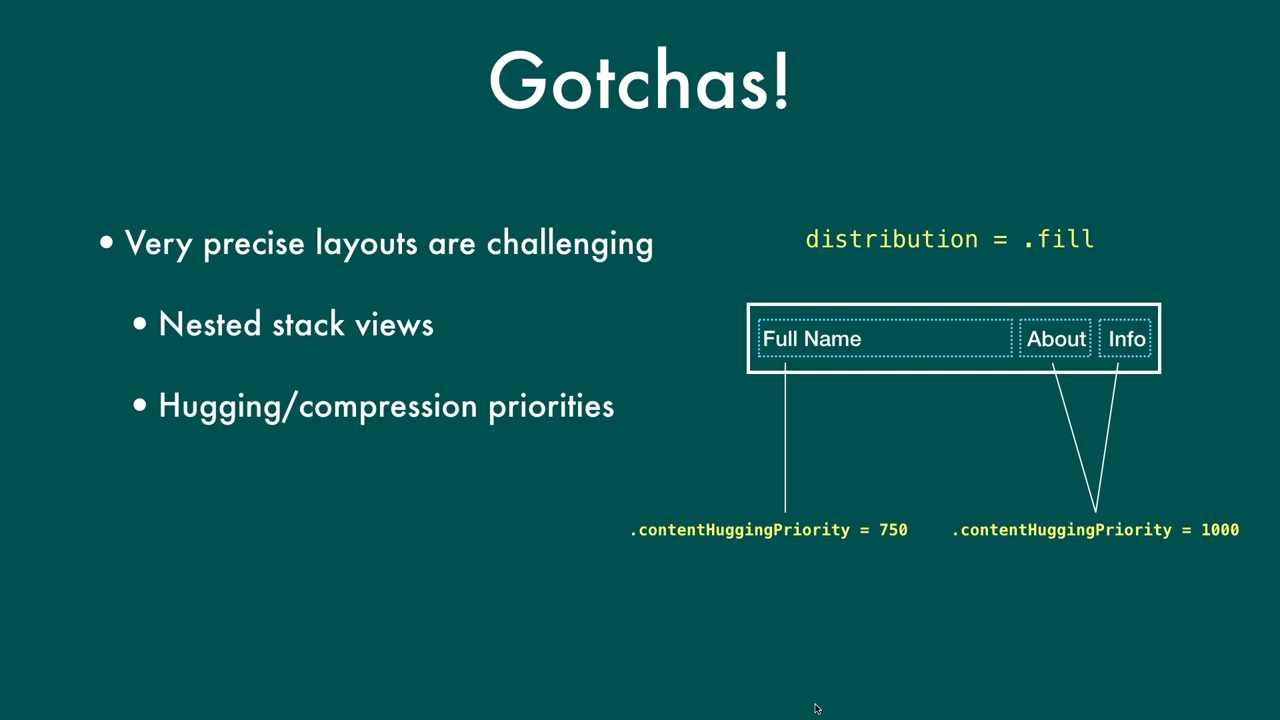 Gotchas!
• Very precise layouts are challenging
• Nested stack views
• Hugging/compression priorities
distribution = .fill
Full Name About Info
.contentHuggingPriority = 750 .contentHuggingPriority = 1000